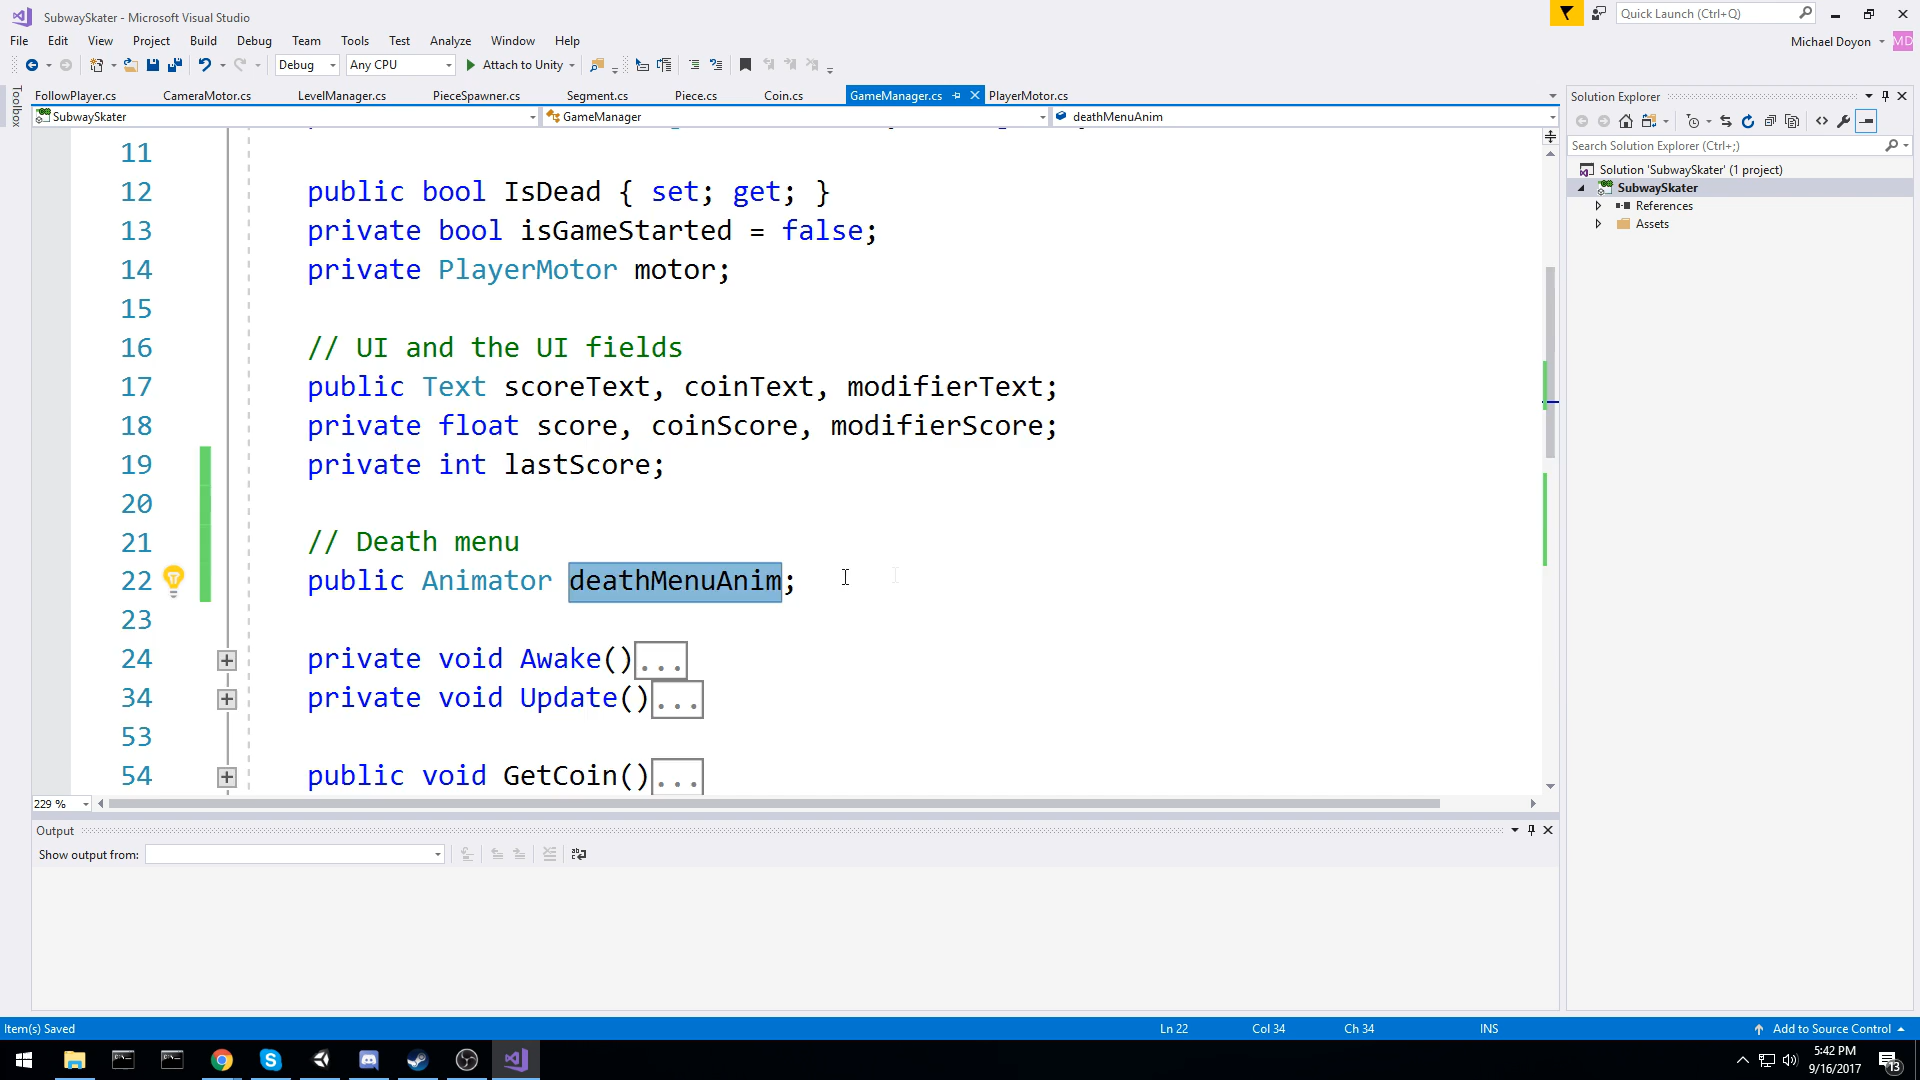 SubwaySkater - Microsoft Visual Studio
Quick Launch (Ctrl+Q)
File Edit View Project Build Debug Team Tools Test Analyze Window Help
Michael Doyon MD
Debug Any CPU Attach to Unity
Toolbox
FollowPlayer.cs CameraMotor.cs LevelManager.cs PieceSpawner.cs Segment.cs Piece.cs Coin.cs GameManager.cs PlayerMotor.cs
SubwaySkater GameManager deathMenuAnim
11
12 public bool IsDead { set; get; }
13 private bool isGameStarted = false;
14 private PlayerMotor motor;
15
16 // UI and the UI fields
17 public Text scoreText, coinText, modifierText;
18 private float score, coinScore, modifierScore;
19 private int lastScore;
20
21 // Death menu
22 public Animator deathMenuAnim;
23
24 private void Awake()...
34 private void Update()...
53
54 public void GetCoin()...
229 %
Solution Explorer
Search Solution Explorer (Ctrl+;)
Solution 'SubwaySkater' (1 project)
SubwaySkater
References
Assets
Output
Show output from:
Item(s) Saved
Ln 22 Col 34 Ch 34 INS
Add to Source Control
5:42 PM
9/16/2017
13